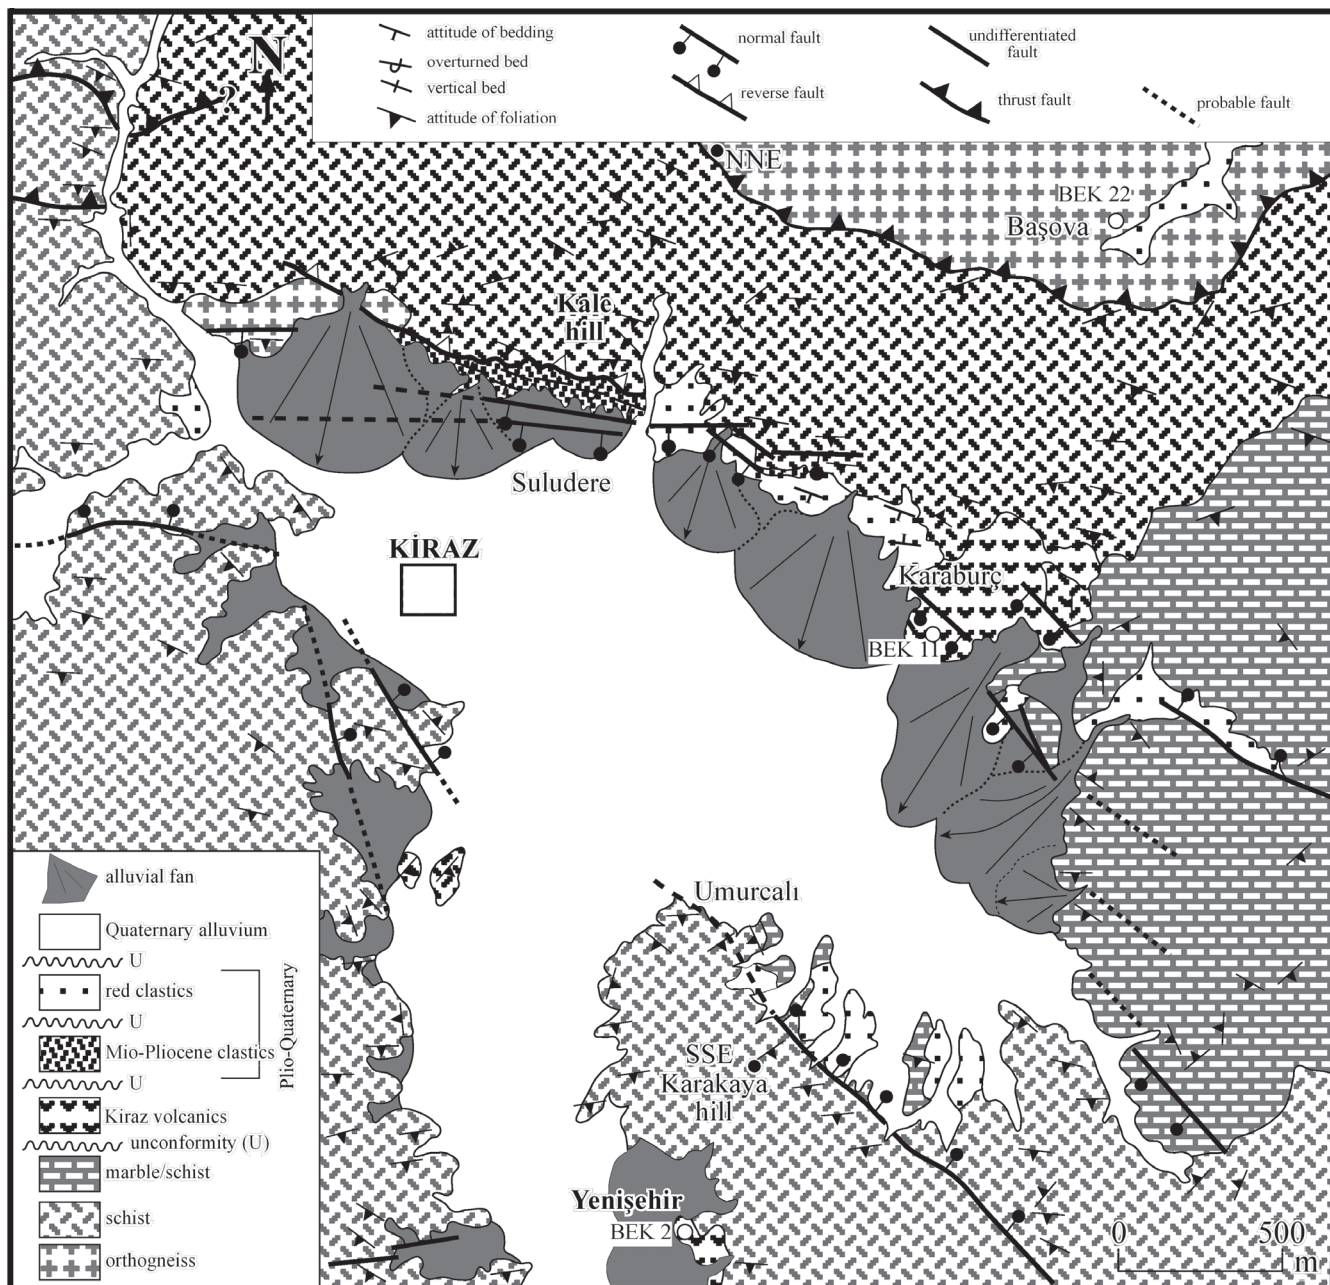 N
?
attitude of bedding
overturned bed
vertical bed
attitude of foliation
normal fault
reverse fault
undifferentiated
fault
thrust fault
probable fault
NNE
BEK 22
Başova
Kale
hill
Suludere
KİRAZ
Karaburç
BEK 11
Umurcalı
SSE
Karakaya
hill
Yenişehir
BEK 2
0 500
m
alluvial fan
Quaternary alluvium
U
red clastics
U
Mio-Pliocene clastics
U
Plio-Quaternary
Kiraz volcanics
unconformity (U)
marble/schist
schist
orthogneiss